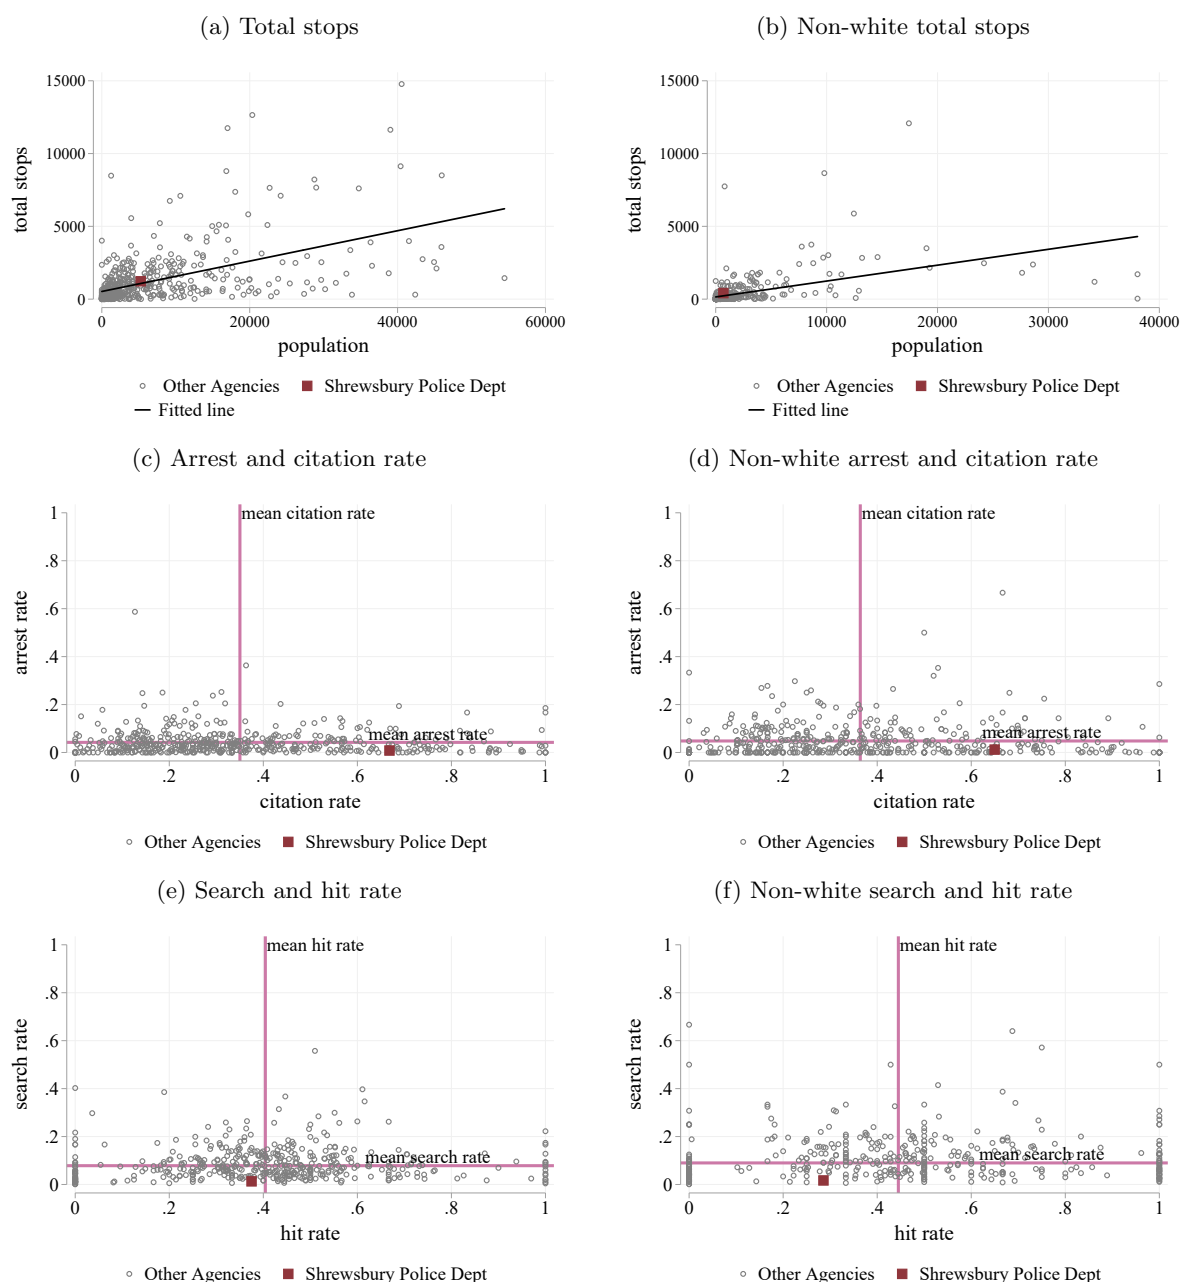 (a) Total stops
15000
10000
5000
0
total stops
0 20000 40000 60000
population
Other Agencies Shrewsbury Police Dept
Fitted line
(b) Non-white total stops
15000
10000
5000
0
total stops
0 10000 20000 30000 40000
population
Other Agencies Shrewsbury Police Dept
Fitted line
(c) Arrest and citation rate
1
.8
.6
.4
.2
0
arrest rate
mean citation rate
mean arrest rate
0 .2 .4 .6 .8 1
citation rate
Other Agencies Shrewsbury Police Dept
(d) Non-white arrest and citation rate
1
.8
.6
.4
.2
0
arrest rate
mean citation rate
mean arrest rate
0 .2 .4 .6 .8 1
citation rate
Other Agencies Shrewsbury Police Dept
(e) Search and hit rate
1
.8
.6
.4
.2
0
search rate
mean hit rate
mean search rate
0 .2 .4 .6 .8 1
hit rate
Other Agencies Shrewsbury Police Dept
(f) Non-white search and hit rate
1
.8
.6
.4
.2
0
search rate
mean hit rate
mean search rate
0 .2 .4 .6 .8 1
hit rate
Other Agencies Shrewsbury Police Dept